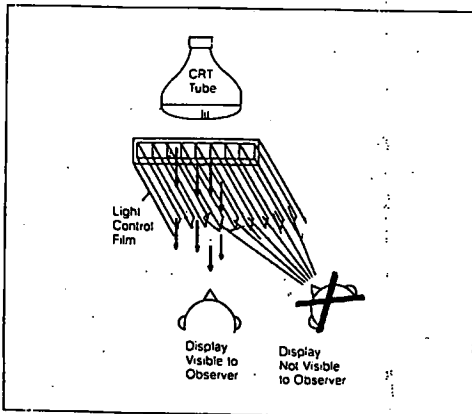 CRT
Tube
Light
Control
Film
Display
Visible to
Observer
Display
Not Visible
to Observer